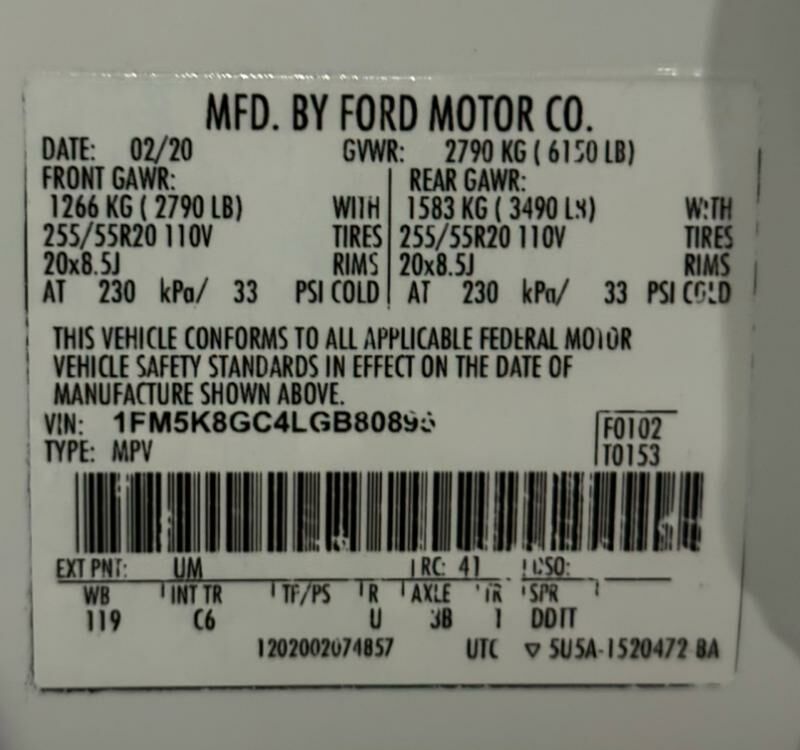 MFD. BY FORD MOTOR CO.
DATE: 02/20 GVWR: 2790 KG ( 6150 LB)
FRONT GAWR: REAR GAWR:
1266 KG ( 2790 LB) WITH 1583 KG ( 3490 LB) WITH
255/55R20 110V TIRES 255/55R20 110V TIRES
20x8.5J RIMS 20x8.5J RIMS
AT 230 kPa/ 33 PSI COLD AT 230 kPa/ 33 PSI COLD
THIS VEHICLE CONFORMS TO ALL APPLICABLE FEDERAL MOTOR
VEHICLE SAFETY STANDARDS IN EFFECT ON THE DATE OF
MANUFACTURE SHOWN ABOVE.
VIN:
F0102
TYPE: MPV T0153
EXT PNT: UM RC: 41 DSO:
WB INT TR TP/PS R AXLE TR SPR
119 C6 U 3B DDTT
1202002074857 UTC ▽ 5U5A-1520472 BA